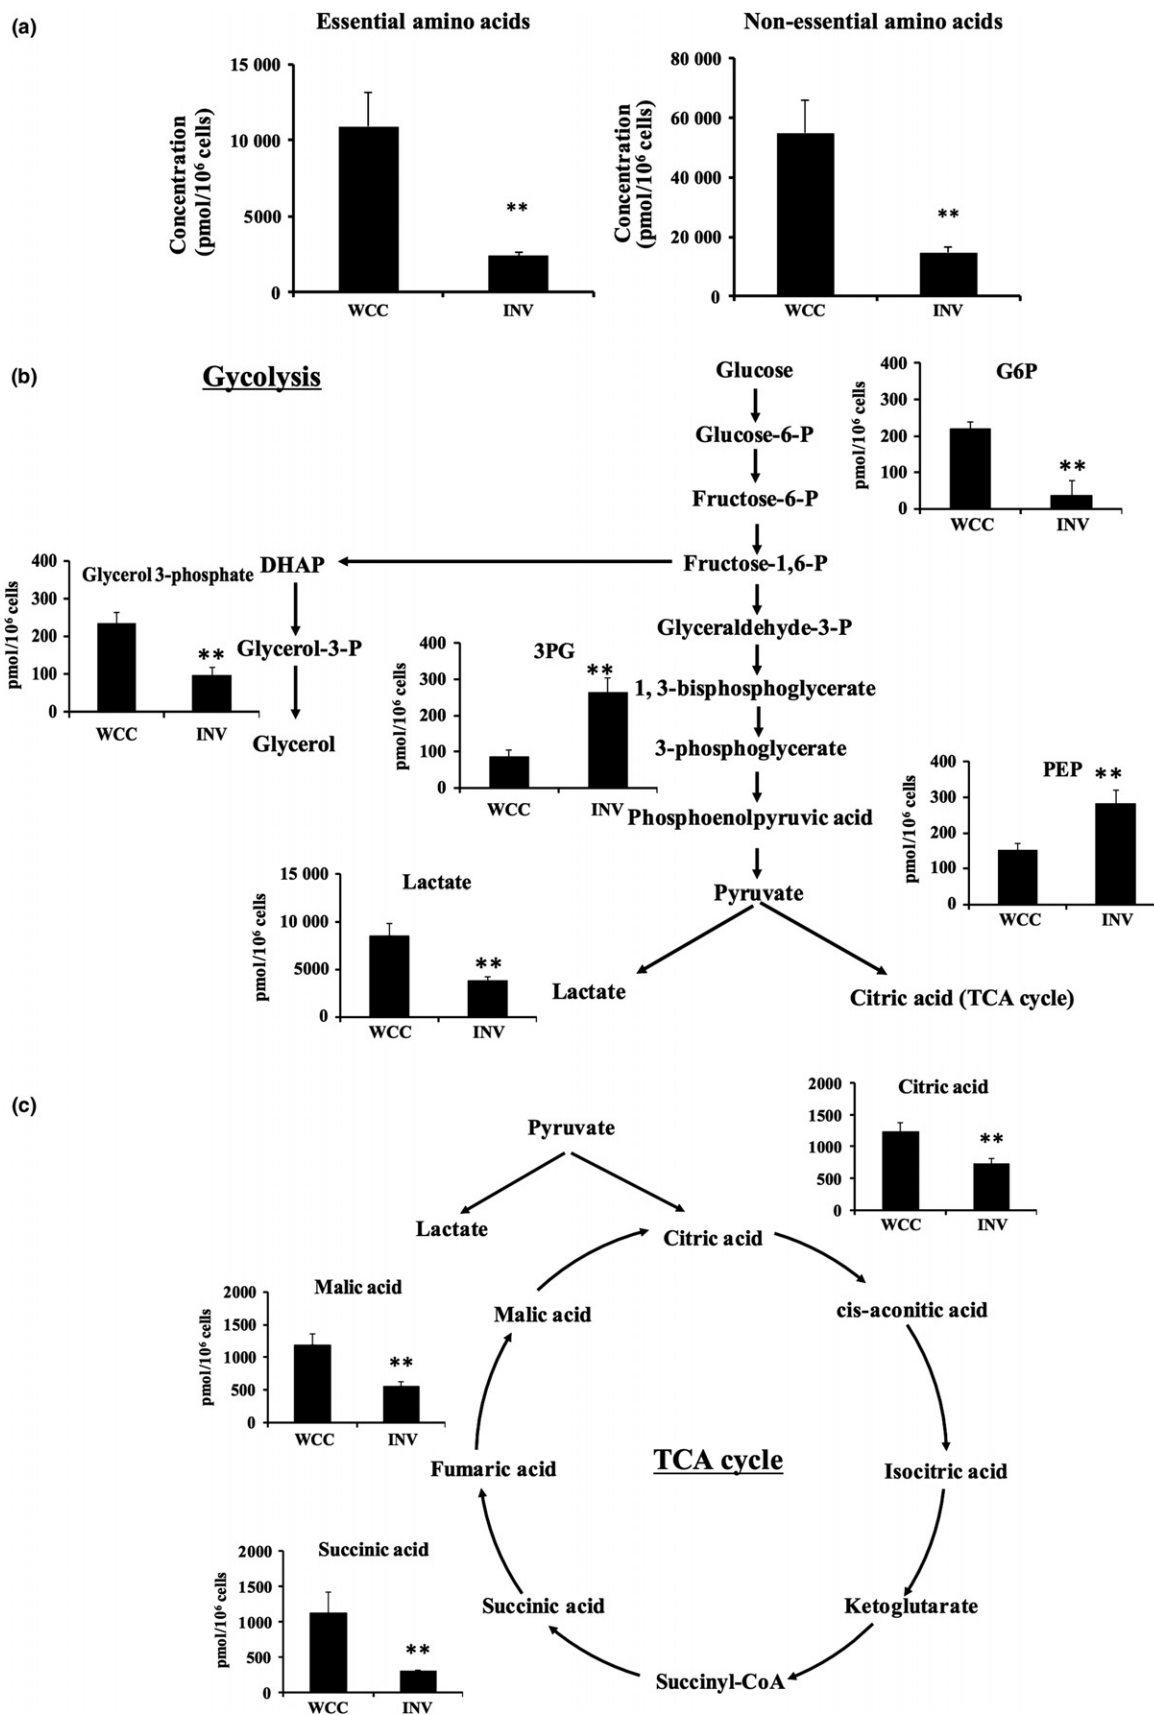 (a)
Essential amino acids
Non-essential amino acids
Concentration
(pmol/10⁶ cells)
15 000
10 000
5000
0
**
WCC
INV
Concentration
(pmol/10⁶ cells)
80 000
60 000
40 000
20 000
0
**
WCC
INV
(b)
Gycolysis
Glucose
Glucose-6-P
Fructose-6-P
Fructose-1,6-P
Glyceraldehyde-3-P
1, 3-bisphosphoglycerate
3-phosphoglycerate
Phosphoenolpyruvic acid
Pyruvate
Lactate
Citric acid (TCA cycle)
DHAP
Glycerol-3-P
Glycerol
G6P
pmol/10⁶ cells
400
300
200
100
0
**
WCC
INV
Glycerol 3-phosphate
pmol/10⁶ cells
400
300
200
100
0
**
WCC
INV
3PG
pmol/10⁶ cells
400
300
200
100
0
**
WCC
INV
PEP
pmol/10⁶ cells
400
300
200
100
0
**
WCC
INV
Lactate
pmol/10⁶ cells
15 000
10 000
5000
0
**
WCC
INV
(c)
Pyruvate
Lactate
Citric acid
cis-aconitic acid
Isocitric acid
Ketoglutarate
Succinyl-CoA
Succinic acid
Fumaric acid
Malic acid
TCA cycle
Citric acid
pmol/10⁶ cells
2000
1500
1000
500
0
**
WCC
INV
Malic acid
pmol/10⁶ cells
2000
1500
1000
500
0
**
WCC
INV
Succinic acid
pmol/10⁶ cells
2000
1500
1000
500
0
**
WCC
INV